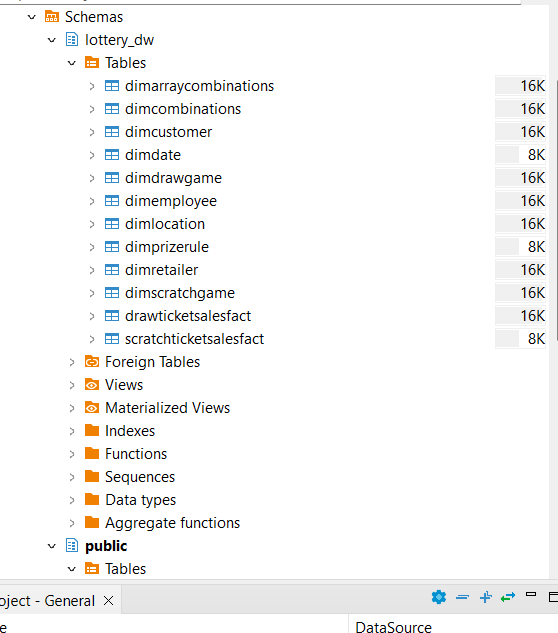 Schemas
lottery_dw
Tables
dimarraycombinations 16K
dimcombinations 16K
dimcustomer 16K
dimdate 8K
dimdrawgame 16K
dimemployee 16K
dimlocation 16K
dimprizerule 8K
dimretailer 16K
dimscratchgame 16K
drawticketsalesfact 16K
scratchticketsalesfact 8K
Foreign Tables
Views
Materialized Views
Indexes
Functions
Sequences
Data types
Aggregate functions
public
Tables
oject - General
e DataSource